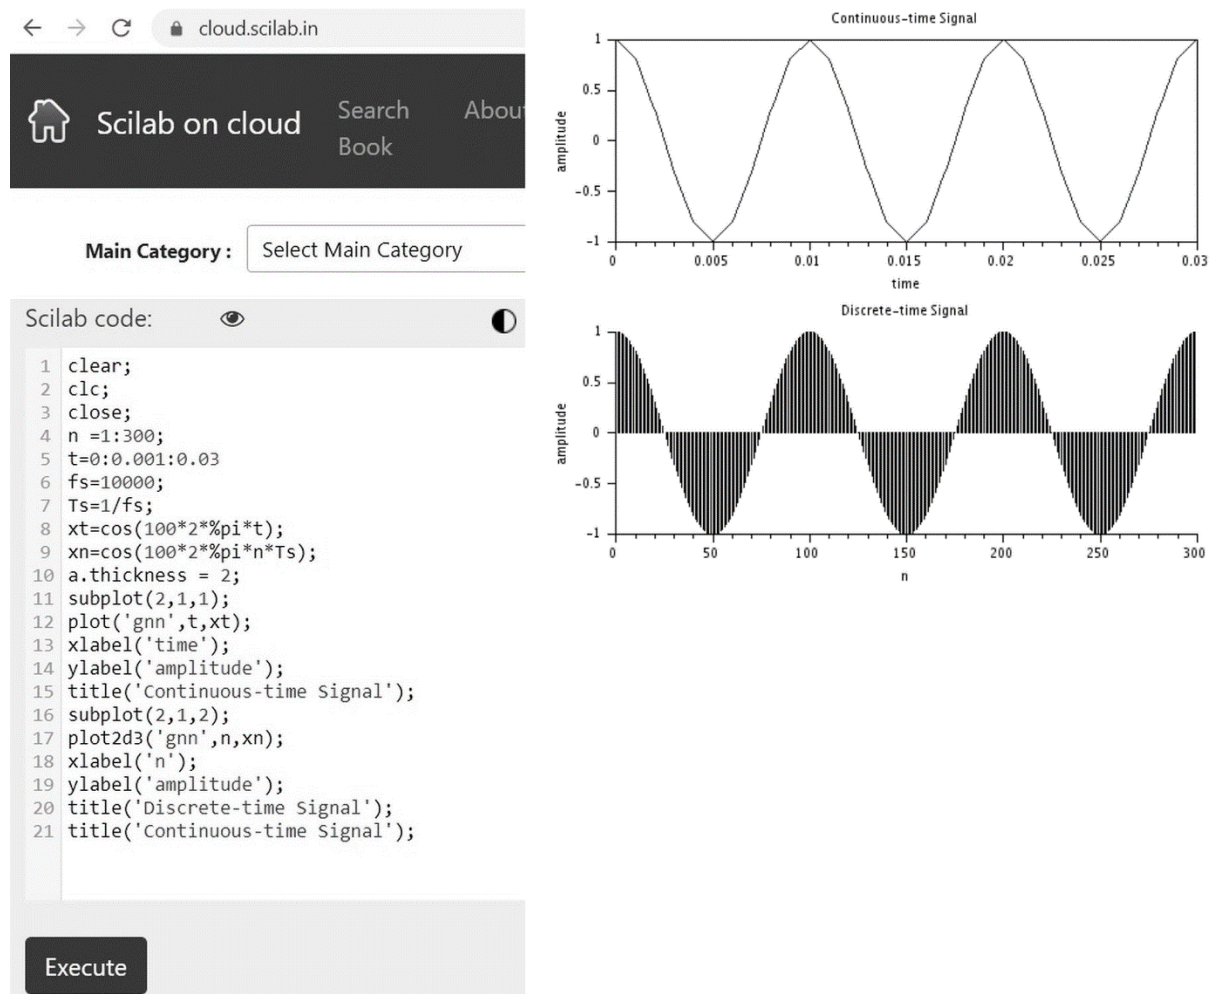 cloud.scilab.in
Scilab on cloud
Search
Book
Abou
Main Category :
Select Main Category
Scilab code:
1 clear;
2 clc;
3 close;
4 n =1:300;
5 t=0:0.001:0.03
6 fs=10000;
7 Ts=1/fs;
8 xt=cos(100*2*%pi*t);
9 xn=cos(100*2*%pi*n*Ts);
10 a.thickness = 2;
11 subplot(2,1,1);
12 plot('gnn',t,xt);
13 xlabel('time');
14 ylabel('amplitude');
15 title('Continuous-time Signal');
16 subplot(2,1,2);
17 plot2d3('gnn',n,xn);
18 xlabel('n');
19 ylabel('amplitude');
20 title('Discrete-time Signal');
21 title('Continuous-time Signal');
Execute
Continuous-time Signal
1
0.5
0
-0.5
-1
amplitude
0 0.005 0.01 0.015 0.02 0.025 0.03
time
Discrete-time Signal
1
0.5
0
-0.5
-1
amplitude
0 50 100 150 200 250 300
n